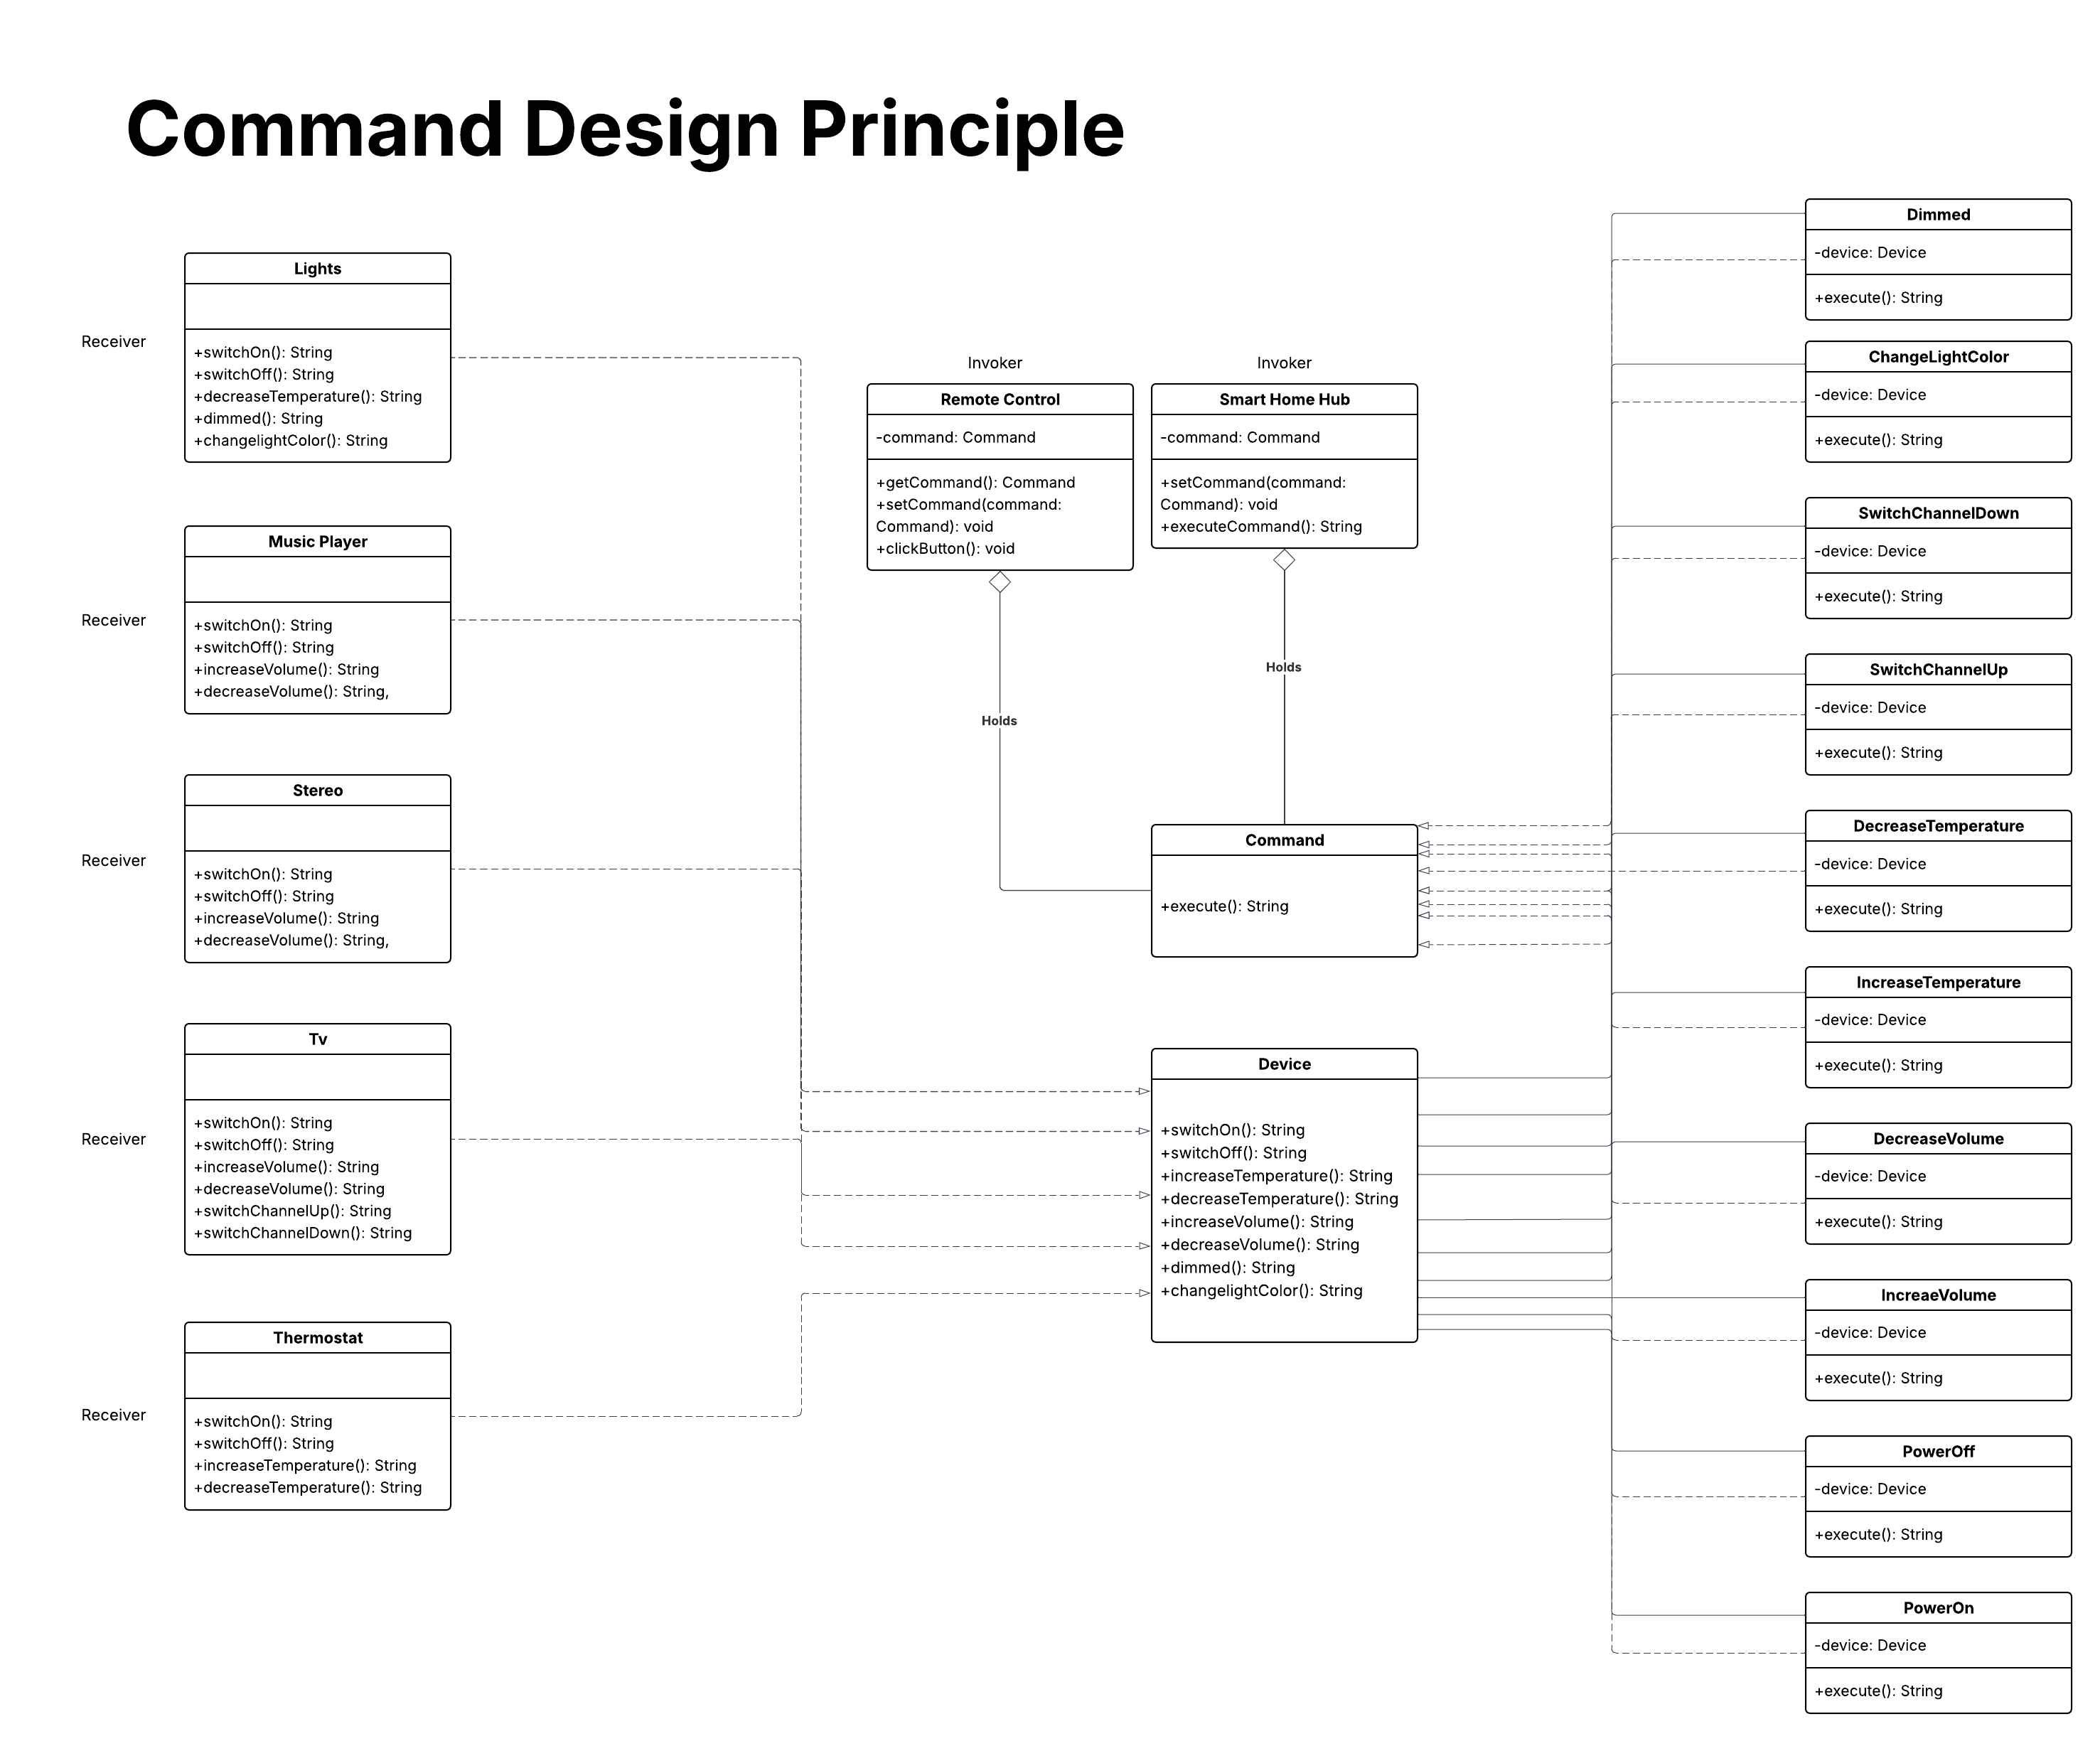 Command Design Principle
Receiver
Lights
+switchOn(): String
+switchOff(): String
+decreaseTemperature(): String
+dimmed(): String
+changelightColor(): String
Receiver
Music Player
+switchOn(): String
+switchOff(): String
+increaseVolume(): String
+decreaseVolume(): String,
Receiver
Stereo
+switchOn(): String
+switchOff(): String
+increaseVolume(): String
+decreaseVolume(): String,
Receiver
Tv
+switchOn(): String
+switchOff(): String
+increaseVolume(): String
+decreaseVolume(): String
+switchChannelUp(): String
+switchChannelDown(): String
Receiver
Thermostat
+switchOn(): String
+switchOff(): String
+increaseTemperature(): String
+decreaseTemperature(): String
Invoker
Remote Control
-command: Command
+getCommand(): Command
+setCommand(command:
Command): void
+clickButton(): void
Holds
Invoker
Smart Home Hub
-command: Command
+setCommand(command:
Command): void
+executeCommand(): String
Holds
Command
+execute(): String
Device
+switchOn(): String
+switchOff(): String
+increaseTemperature(): String
+decreaseTemperature(): String
+increaseVolume(): String
+decreaseVolume(): String
+dimmed(): String
+changelightColor(): String
Dimmed
-device: Device
+execute(): String
ChangeLightColor
-device: Device
+execute(): String
SwitchChannelDown
-device: Device
+execute(): String
SwitchChannelUp
-device: Device
+execute(): String
DecreaseTemperature
-device: Device
+execute(): String
IncreaseTemperature
-device: Device
+execute(): String
DecreaseVolume
-device: Device
+execute(): String
IncreaeVolume
-device: Device
+execute(): String
PowerOff
-device: Device
+execute(): String
PowerOn
-device: Device
+execute(): String